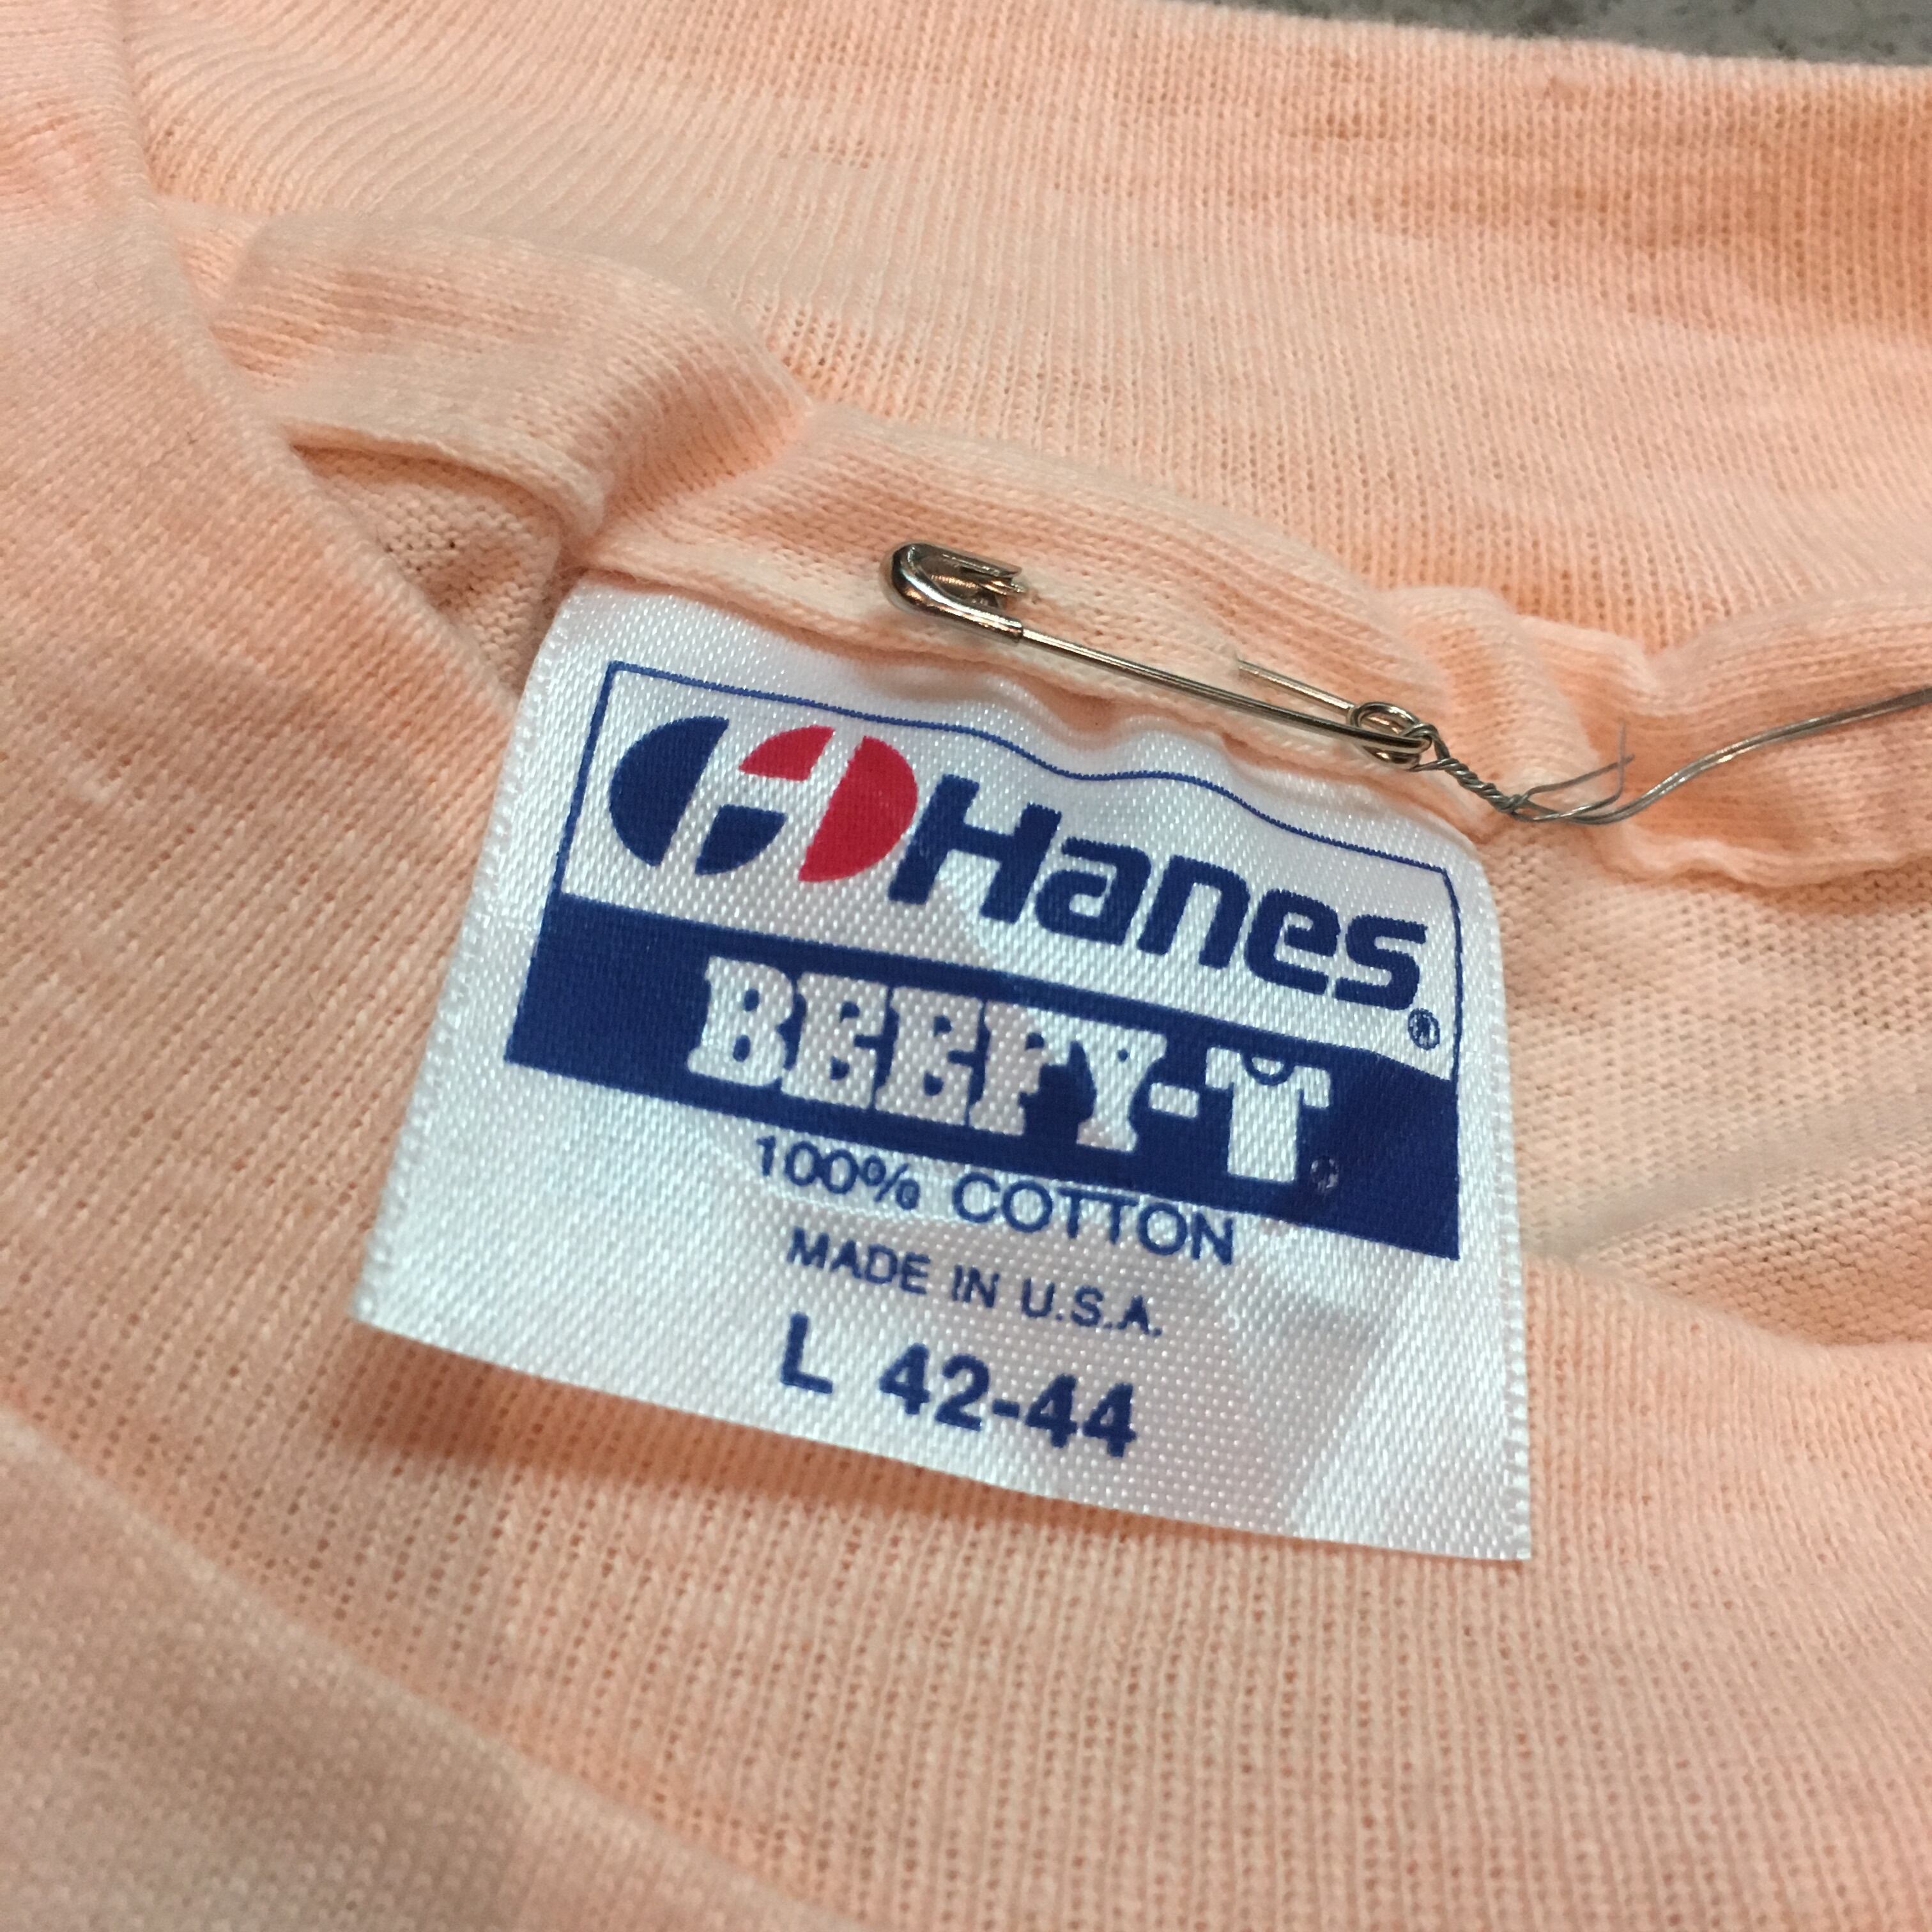 Hanes®
BEEFY-T®
100% COTTON
MADE IN U.S.A.
L 42-44